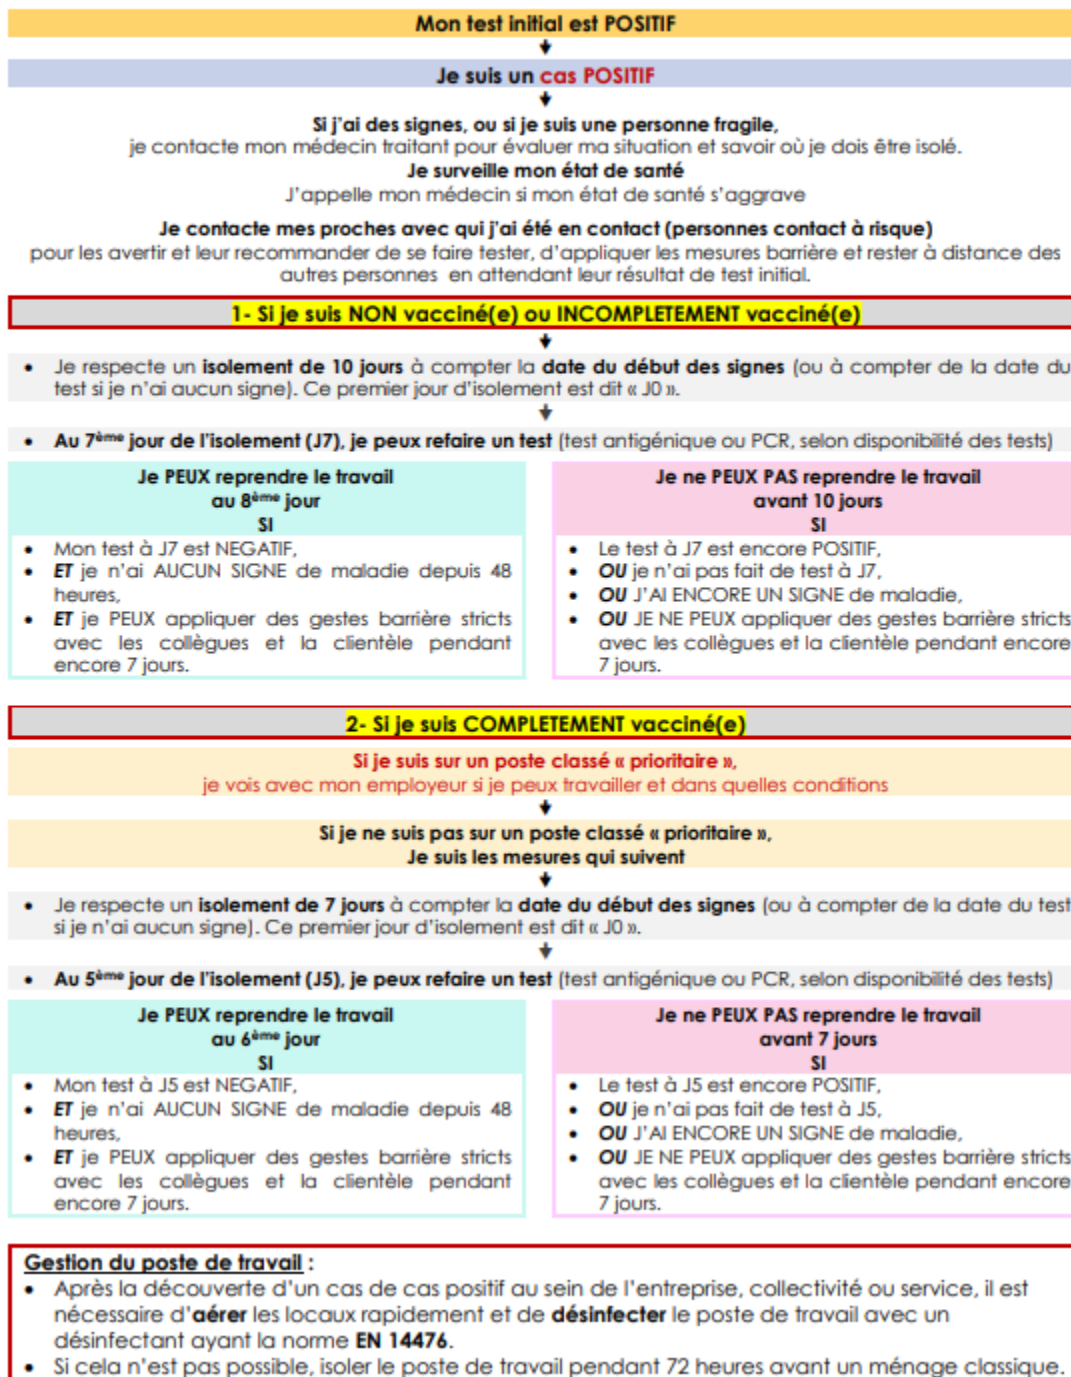 Mon test initial est POSITIF
Je suis un cas POSITIF
Si j'ai des signes, ou si je suis une personne fragile,
je contacte mon médecin traitant pour évaluer ma situation et savoir où je dois être isolé.
Je surveille mon état de santé
J'appelle mon médecin si mon état de santé s'aggrave
Je contacte mes proches avec qui j'ai été en contact (personnes contact à risque)
pour les avertir et leur recommander de se faire tester, d'appliquer les mesures barrière et rester à distance des
autres personnes en attendant leur résultat de test initial.
1- Si je suis NON vacciné(e) ou INCOMPLETEMENT vacciné(e)
• Je respecte un isolement de 10 jours à compter la date du début des signes (ou à compter de la date du
test si je n'ai aucun signe). Ce premier jour d'isolement est dit « J0 ».
• Au 7ème jour de l'isolement (J7), je peux refaire un test (test antigénique ou PCR, selon disponibilité des tests)
Je PEUX reprendre le travail
au 8ème jour
SI
• Mon test à J7 est NEGATIF,
• ET je n'ai AUCUN SIGNE de maladie depuis 48
heures,
• ET je PEUX appliquer des gestes barrière stricts
avec les collègues et la clientèle pendant
encore 7 jours.
Je ne PEUX PAS reprendre le travail
avant 10 jours
SI
• Le test à J7 est encore POSITIF,
• OU je n'ai pas fait de test à J7,
• OU J'AI ENCORE UN SIGNE de maladie,
• OU JE NE PEUX appliquer des gestes barrière stricts
avec les collègues et la clientèle pendant encore
7 jours.
2- Si je suis COMPLETEMENT vacciné(e)
Si je suis sur un poste classé « prioritaire »,
je vois avec mon employeur si je peux travailler et dans quelles conditions
Si je ne suis pas sur un poste classé « prioritaire »,
Je suis les mesures qui suivent
• Je respecte un isolement de 7 jours à compter la date du début des signes (ou à compter de la date du test
si je n'ai aucun signe). Ce premier jour d'isolement est dit « J0 ».
• Au 5ème jour de l'isolement (J5), je peux refaire un test (test antigénique ou PCR, selon disponibilité des tests)
Je PEUX reprendre le travail
au 6ème jour
SI
• Mon test à J5 est NEGATIF,
• ET je n'ai AUCUN SIGNE de maladie depuis 48
heures,
• ET je PEUX appliquer des gestes barrière stricts
avec les collègues et la clientèle pendant
encore 7 jours.
Je ne PEUX PAS reprendre le travail
avant 7 jours
SI
• Le test à J5 est encore POSITIF,
• OU je n'ai pas fait de test à J5,
• OU J'AI ENCORE UN SIGNE de maladie,
• OU JE NE PEUX appliquer des gestes barrière stricts
avec les collègues et la clientèle pendant encore
7 jours.
Gestion du poste de travail :
• Après la découverte d'un cas de cas positif au sein de l'entreprise, collectivité ou service, il est
nécessaire d'aérer les locaux rapidement et de désinfecter le poste de travail avec un
désinfectant ayant la norme EN 14476.
• Si cela n'est pas possible, isoler le poste de travail pendant 72 heures avant un ménage classique.